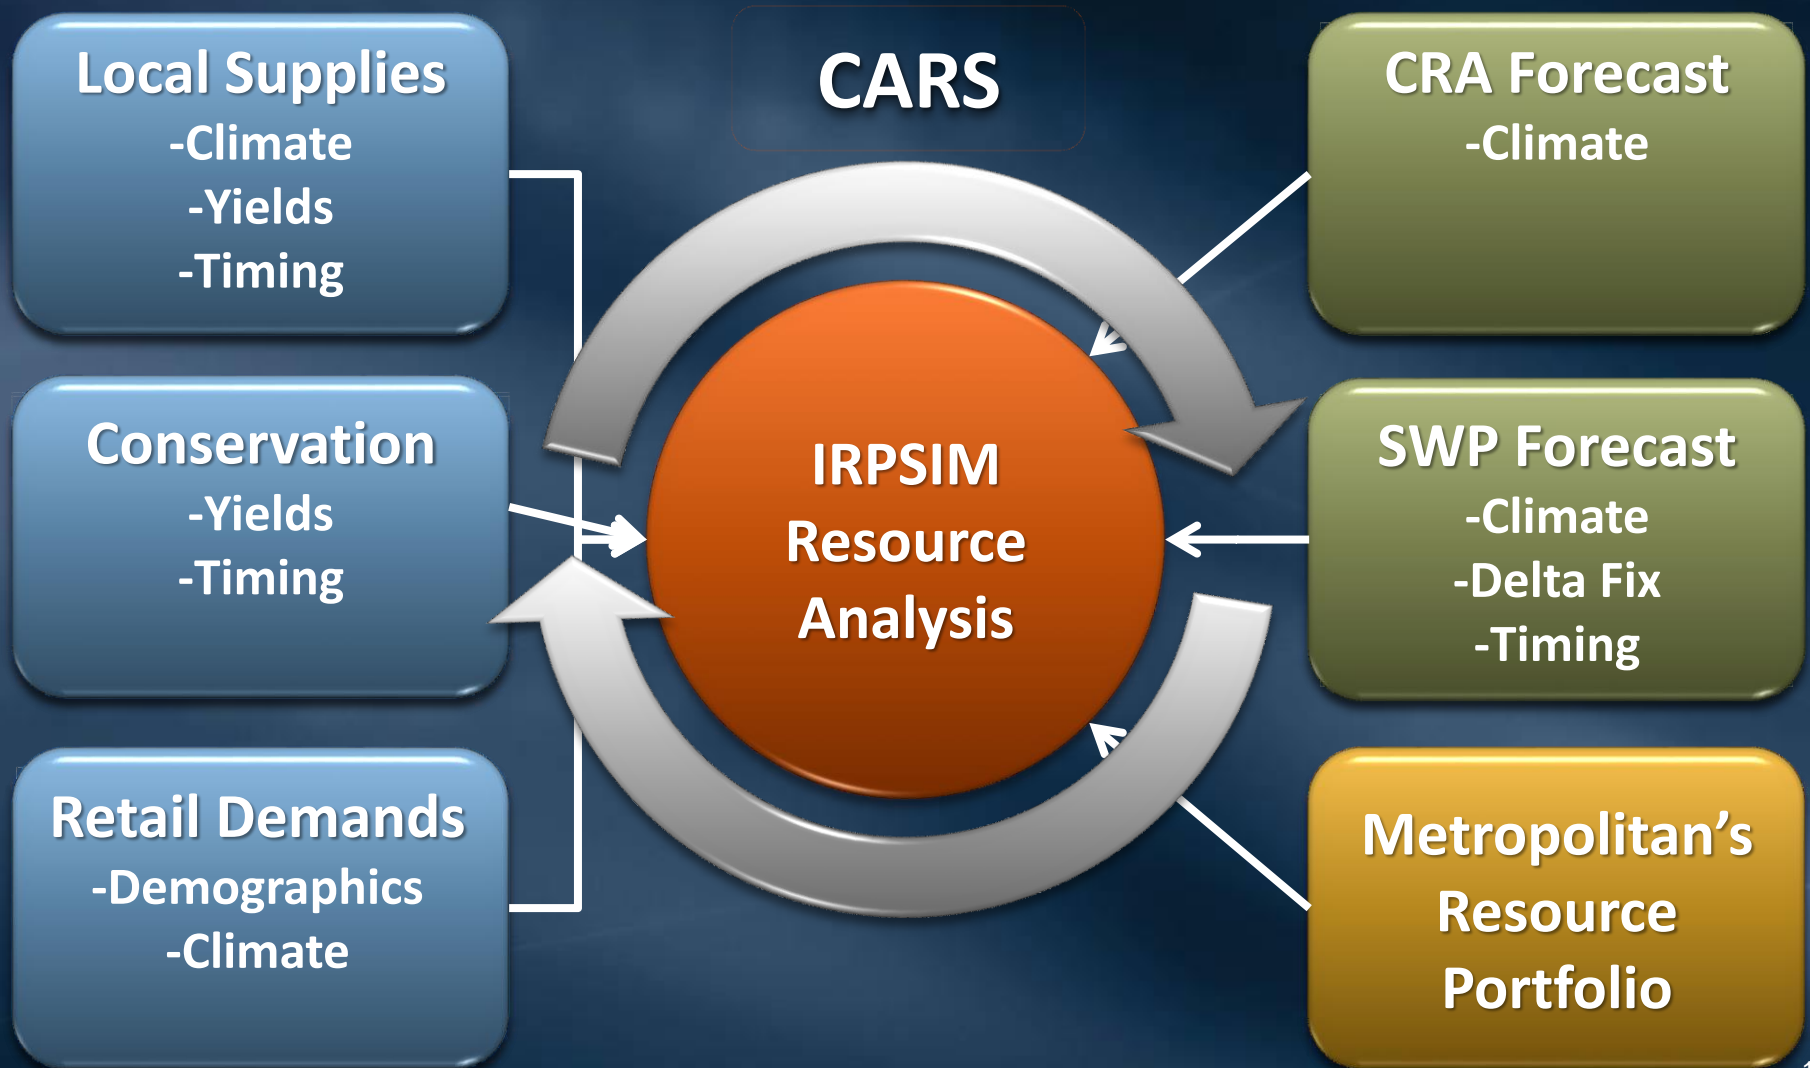 Local Supplies
-Climate
-Yields
-Timing
CARS
CRA Forecast
-Climate
Conservation
-Yields
-Timing
IRPSIM
Resource
Analysis
SWP Forecast
-Climate
-Delta Fix
-Timing
Retail Demands
-Demographics
-Climate
Metropolitan’s
Resource
Portfolio